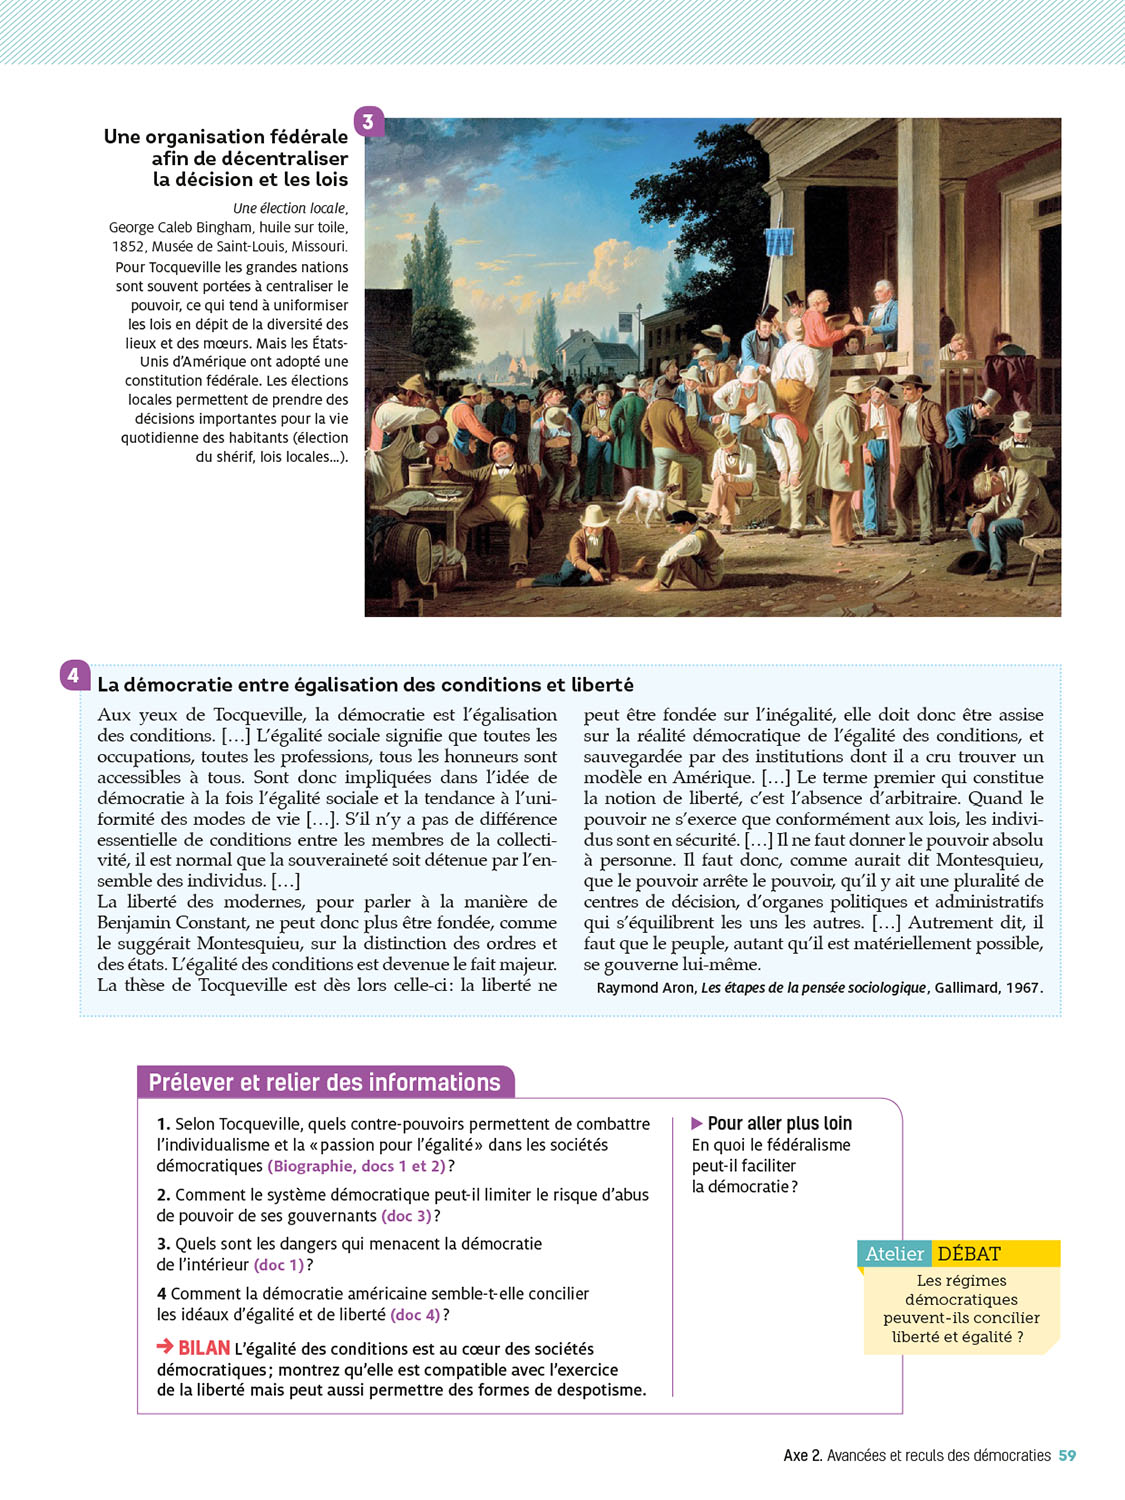 3
Une organisation fédérale
afin de décentraliser
la décision et les lois
Une élection locale,
George Caleb Bingham, huile sur toile,
1852, Musée de Saint-Louis, Missouri.
Pour Tocqueville les grandes nations
sont souvent portées à centraliser le
pouvoir, ce qui tend à uniformiser
les lois en dépit de la diversité des
lieux et des mœurs. Mais les États-
Unis d’Amérique ont adopté une
constitution fédérale. Les élections
locales permettent de prendre des
décisions importantes pour la vie
quotidienne des habitants (élection
du shérif, lois locales…).
4
La démocratie entre égalisation des conditions et liberté
Aux yeux de Tocqueville, la démocratie est l’égalisation
des conditions. […] L’égalité sociale signifie que toutes les
occupations, toutes les professions, tous les honneurs sont
accessibles à tous. Sont donc impliquées dans l’idée de
démocratie à la fois l’égalité sociale et la tendance à l’uni-
formité des modes de vie […]. S’il n’y a pas de différence
essentielle de conditions entre les membres de la collecti-
vité, il est normal que la souveraineté soit détenue par l’en-
semble des individus. […]
La liberté des modernes, pour parler à la manière de
Benjamin Constant, ne peut donc plus être fondée, comme
le suggérait Montesquieu, sur la distinction des ordres et
des états. L’égalité des conditions est devenue le fait majeur.
La thèse de Tocqueville est dès lors celle-ci : la liberté ne
peut être fondée sur l’inégalité, elle doit donc être assise
sur la réalité démocratique de l’égalité des conditions, et
sauvegardée par des institutions dont il a cru trouver un
modèle en Amérique. […] Le terme premier qui constitue
la notion de liberté, c’est l’absence d’arbitraire. Quand le
pouvoir ne s’exerce que conformément aux lois, les indivi-
dus sont en sécurité. […] Il ne faut donner le pouvoir absolu
à personne. Il faut donc, comme aurait dit Montesquieu,
que le pouvoir arrête le pouvoir, qu’il y ait une pluralité de
centres de décision, d’organes politiques et administratifs
qui s’équilibrent les uns les autres. […] Autrement dit, il
faut que le peuple, autant qu’il est matériellement possible,
se gouverne lui-même.
Raymond Aron, Les étapes de la pensée sociologique, Gallimard, 1967.
Prélever et relier des informations
1. Selon Tocqueville, quels contre-pouvoirs permettent de combattre
l’individualisme et la « passion pour l’égalité » dans les sociétés
démocratiques (Biographie, docs 1 et 2) ?
2. Comment le système démocratique peut-il limiter le risque d’abus
de pouvoir de ses gouvernants (doc 3) ?
3. Quels sont les dangers qui menacent la démocratie
de l’intérieur (doc 1) ?
4 Comment la démocratie américaine semble-t-elle concilier
les idéaux d’égalité et de liberté (doc 4) ?
➔ BILAN L’égalité des conditions est au cœur des sociétés
démocratiques ; montrez qu’elle est compatible avec l’exercice
de la liberté mais peut aussi permettre des formes de despotisme.
▶ Pour aller plus loin
En quoi le fédéralisme
peut-il faciliter
la démocratie ?
Atelier DÉBAT
Les régimes
démocratiques
peuvent-ils concilier
liberté et égalité ?
Axe 2. Avancées et reculs des démocraties 59